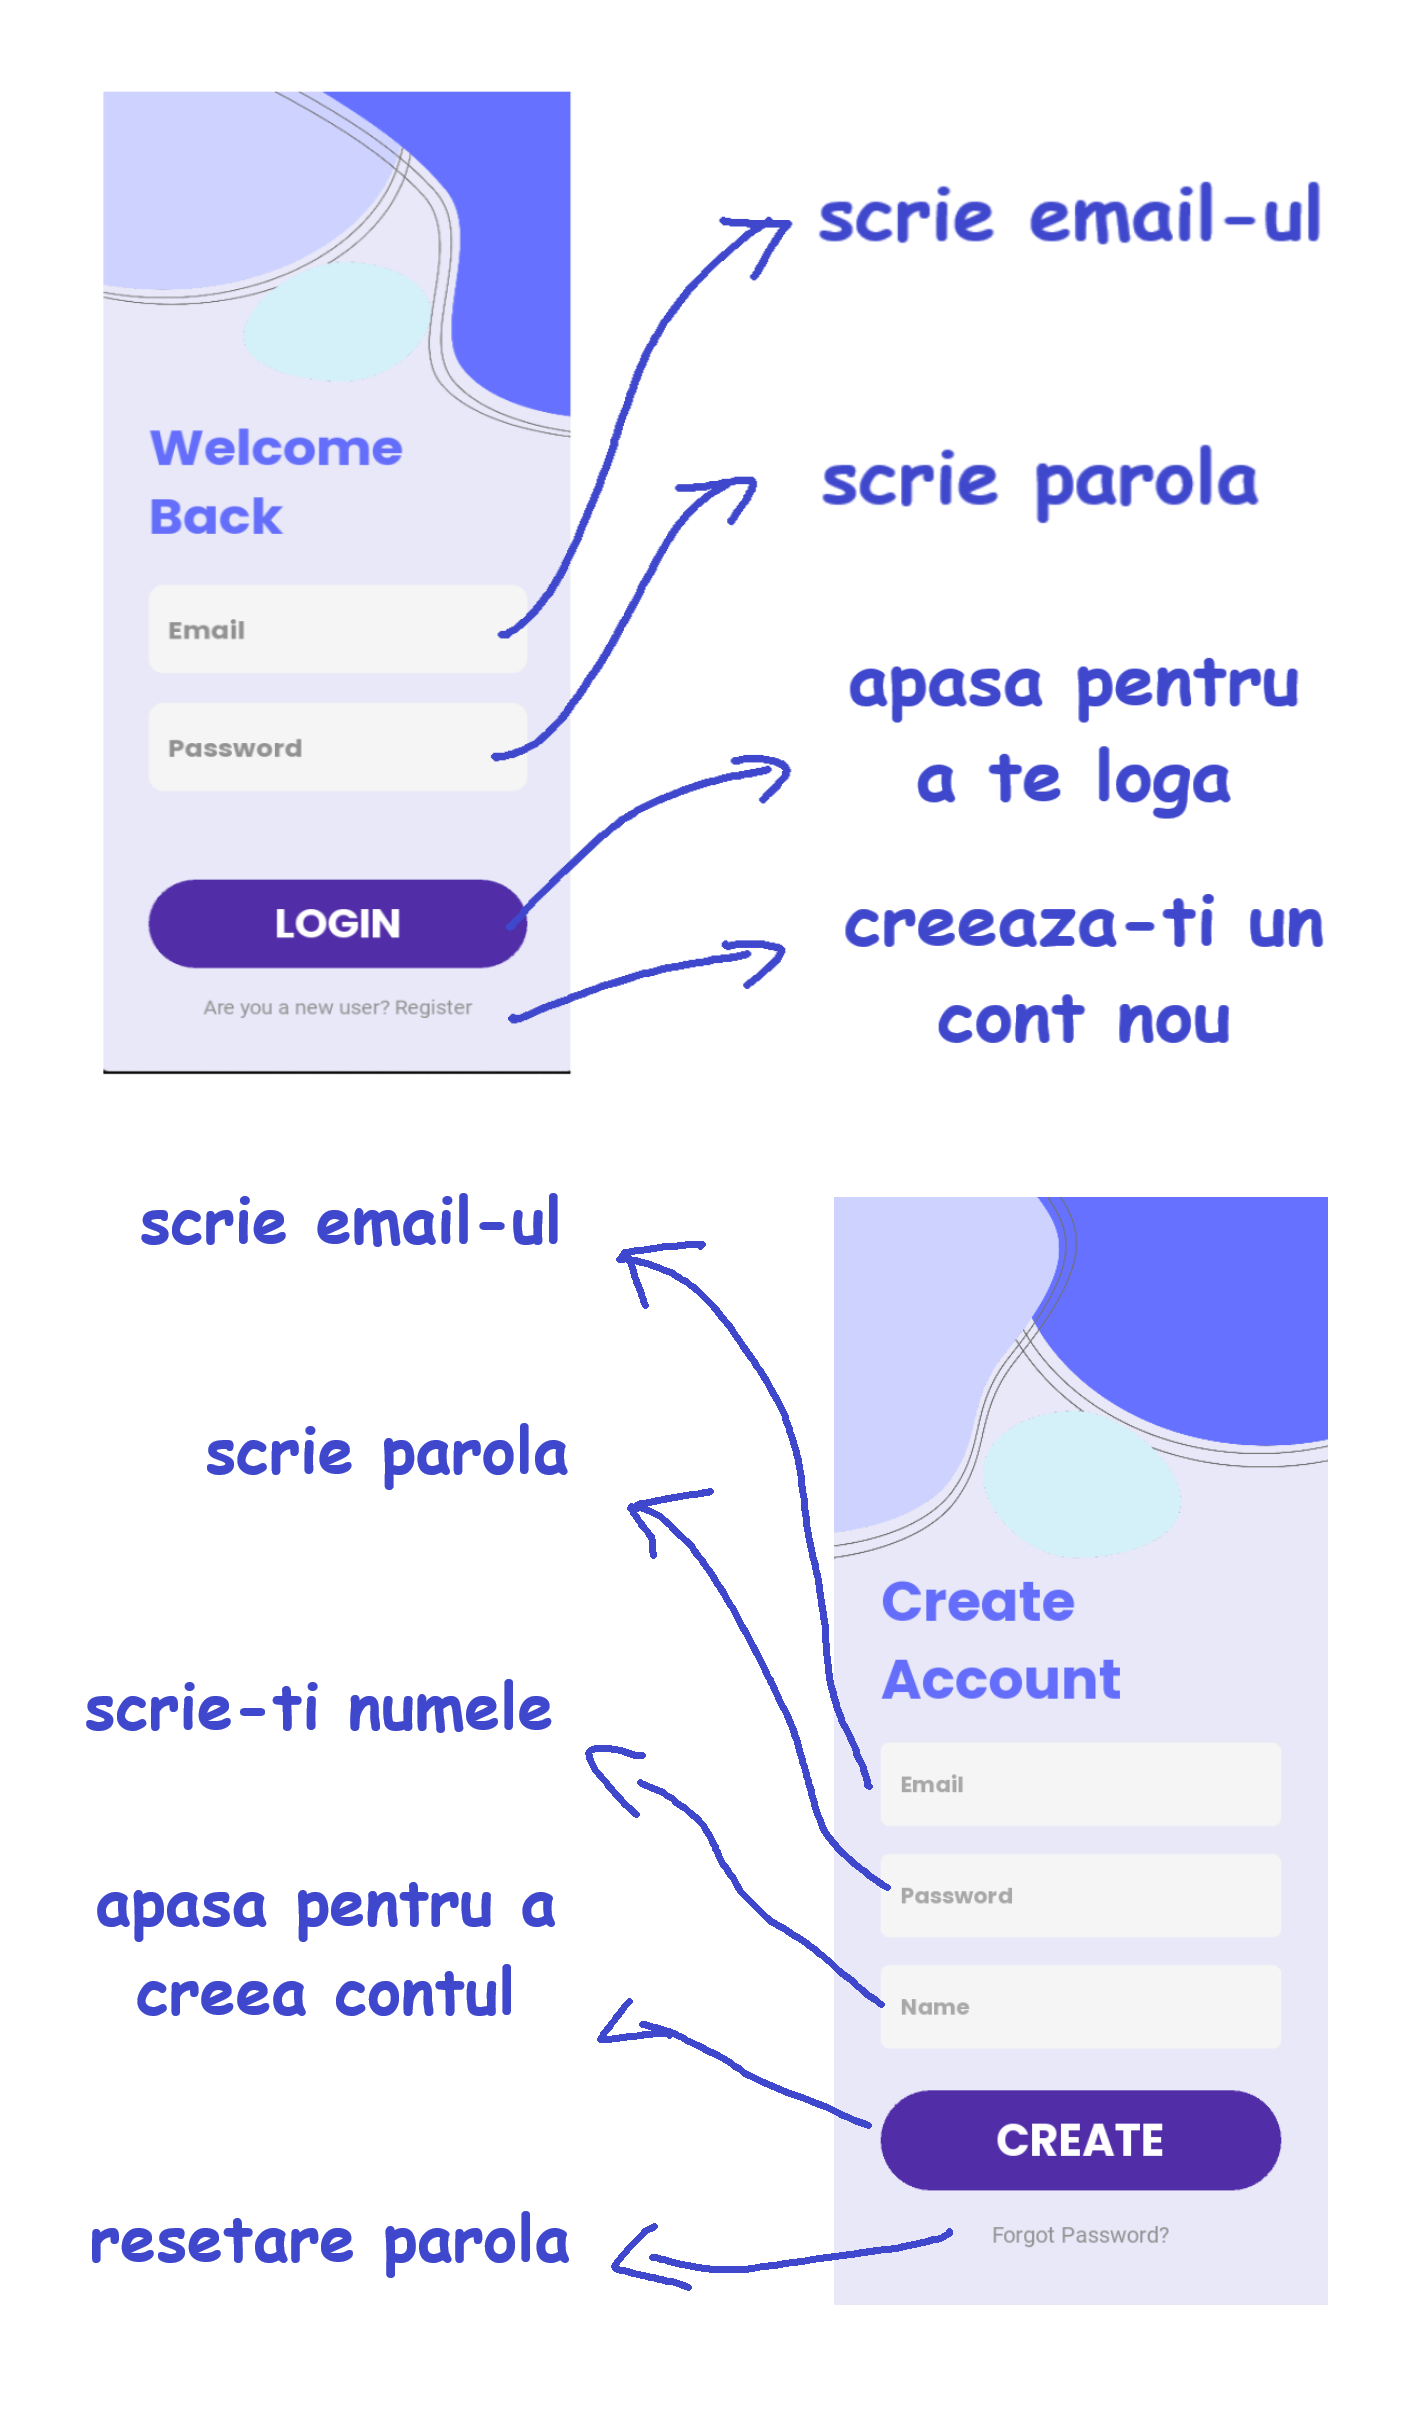 Welcome
Back
Email
Password
LOGIN
Are you a new user? Register
scrie email-ul
scrie parola
apasa pentru
a te loga
creeaza-ti un
cont nou
scrie email-ul
scrie parola
scrie-ti numele
apasa pentru a
creea contul
resetare parola
Create
Account
Email
Password
Name
CREATE
Forgot Password?